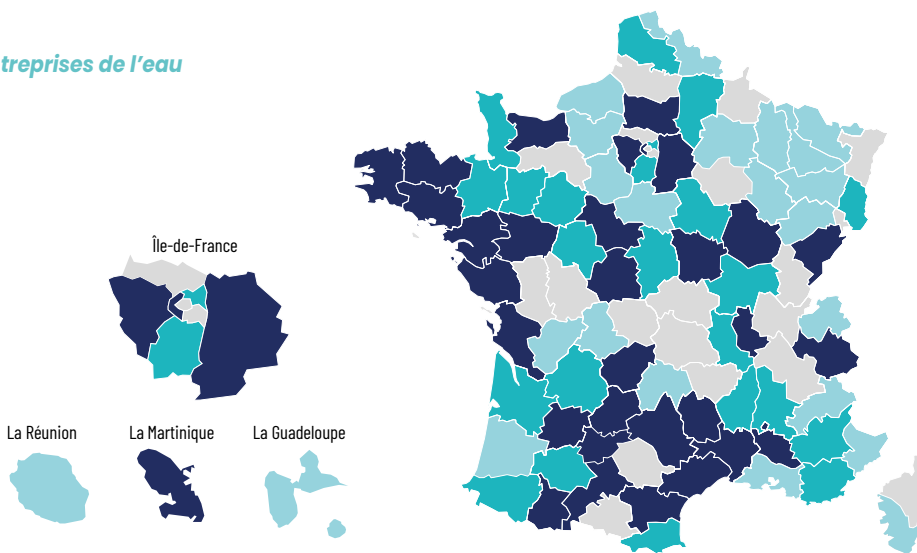 treprises de l'eau
Île-de-France
La Réunion
La Martinique
La Guadeloupe